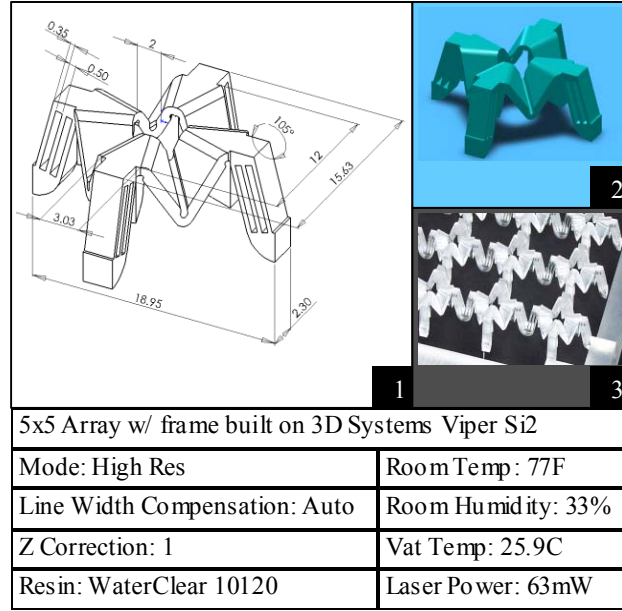 0.35
2
0.50
105°
12
15.63
3.03
18.95
2.30
1
2
3
5x5 Array w/ frame built on 3D Systems Viper Si2
Mode: High Res
Room Temp: 77F
Line Width Compensation: Auto
Room Humidity: 33%
Z Correction: 1
Vat Temp: 25.9C
Resin: WaterClear 10120
Laser Power: 63mW